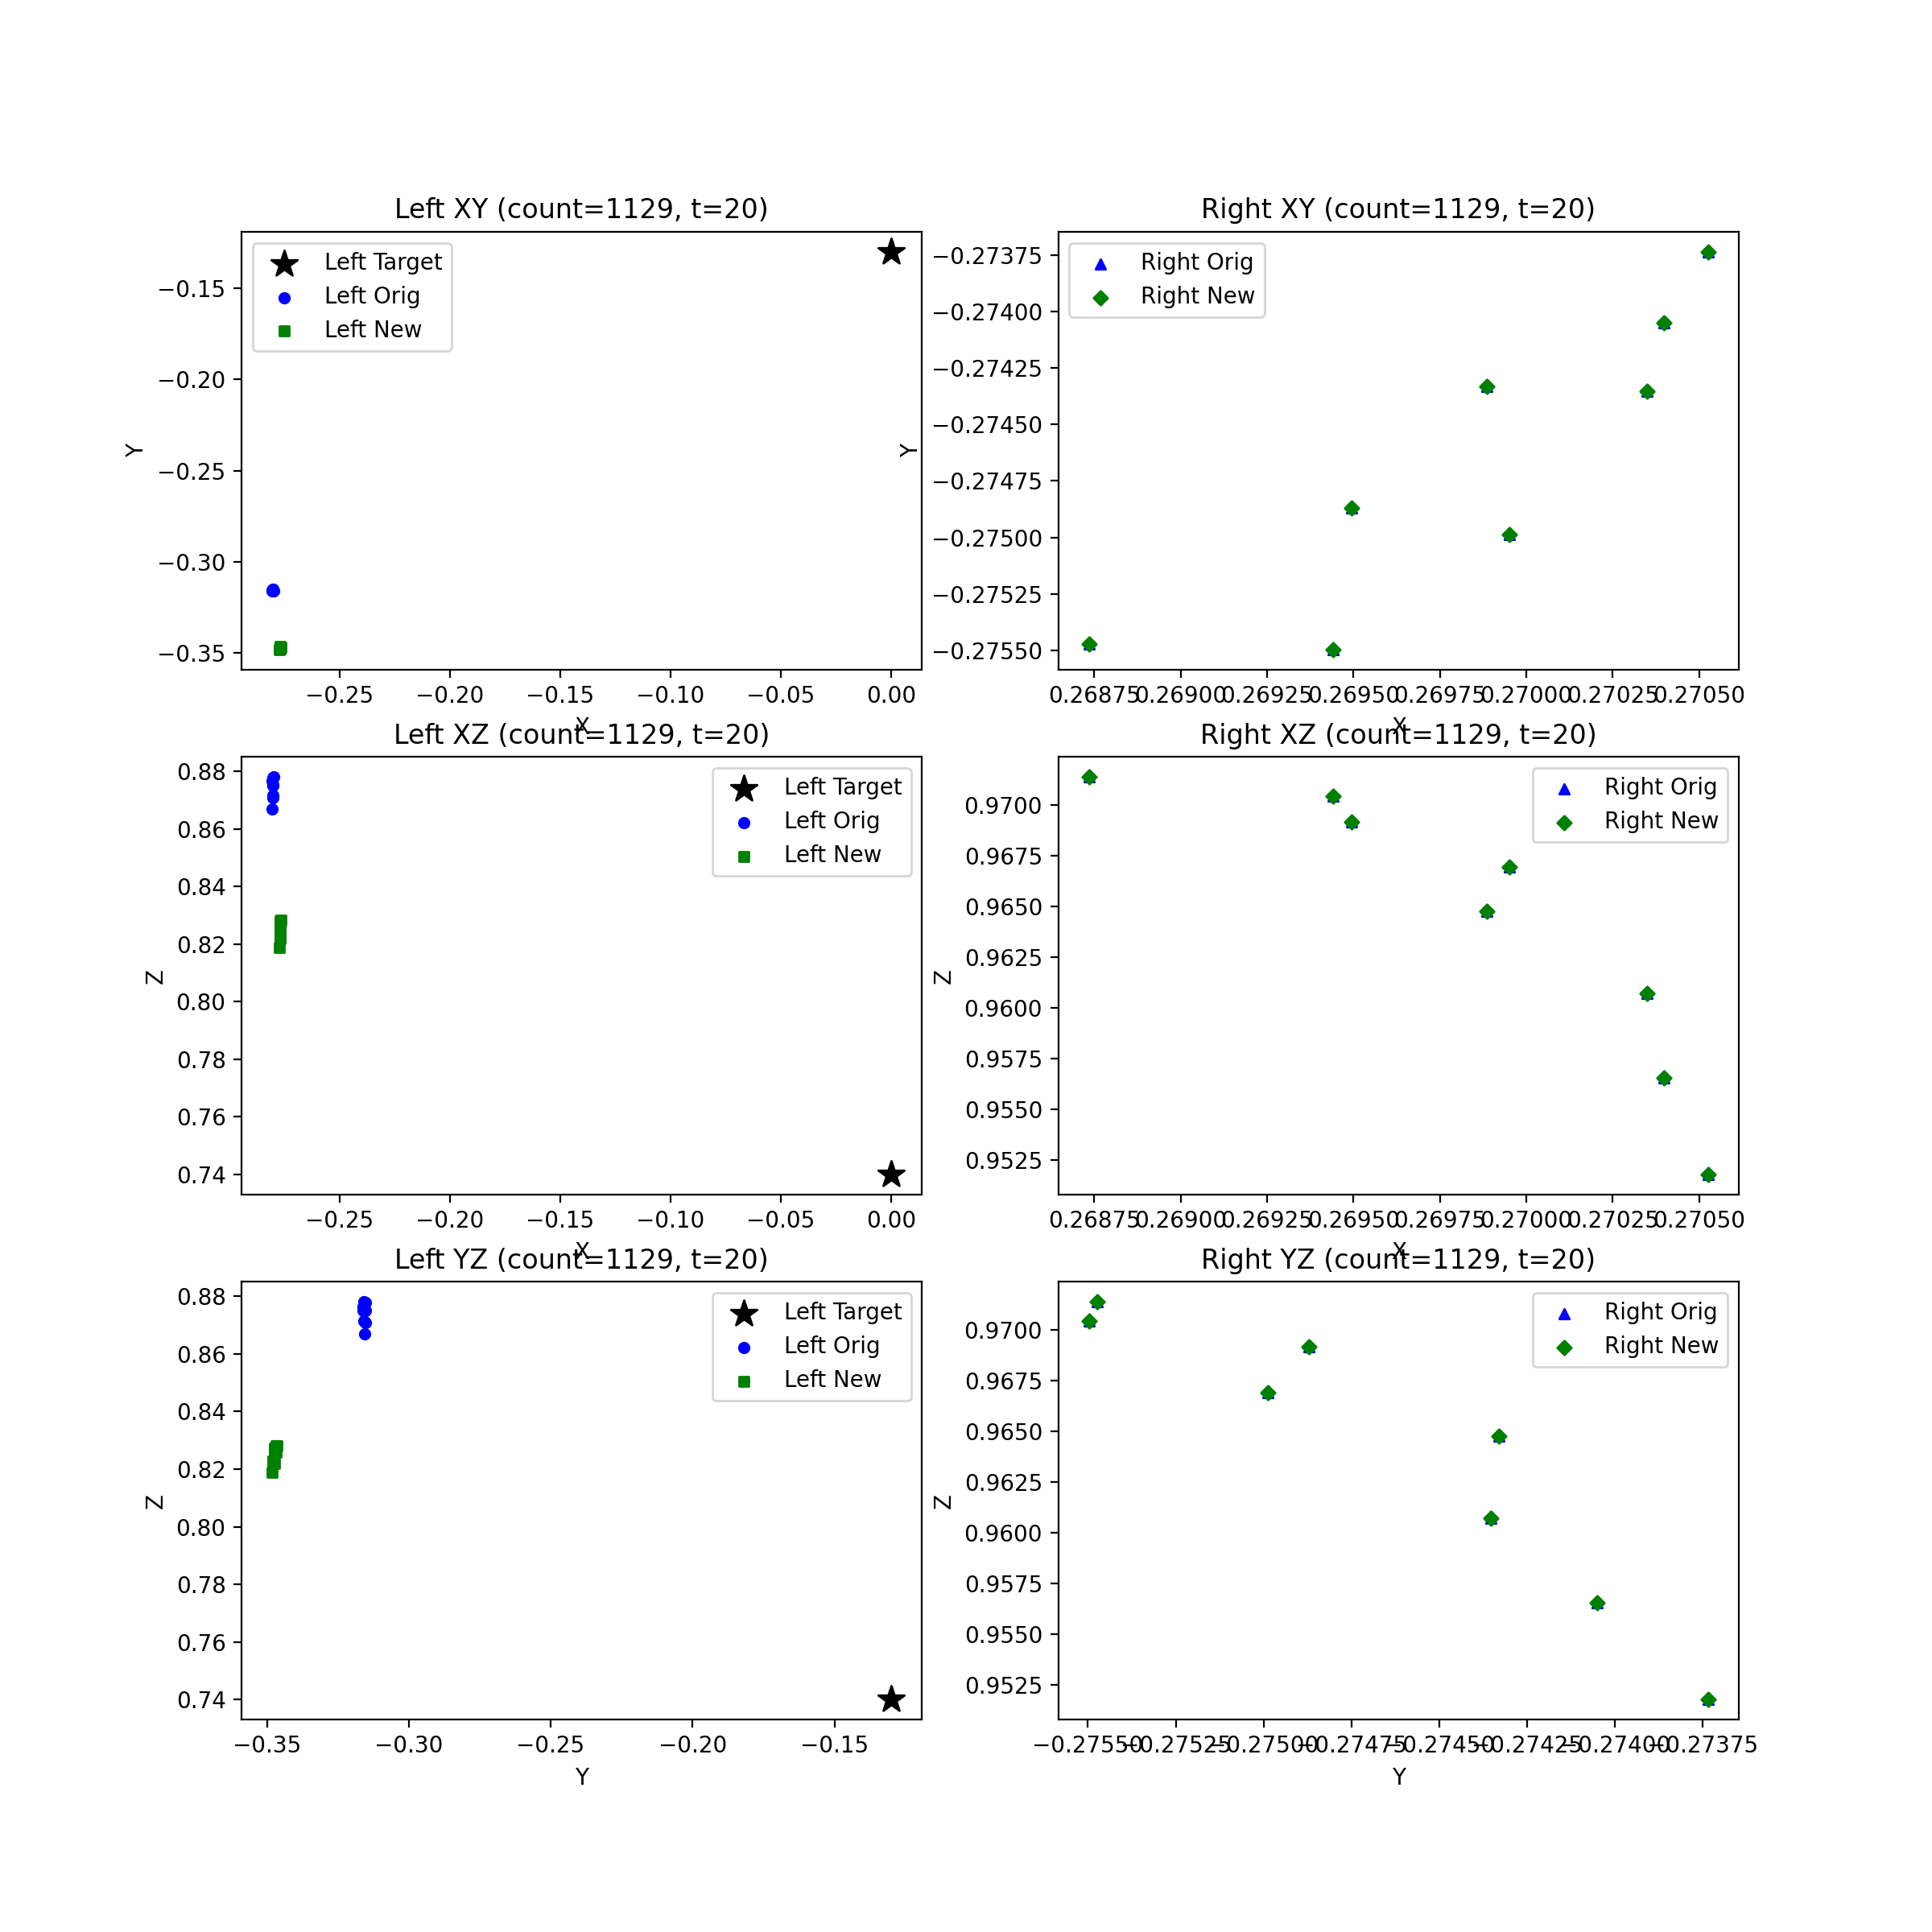 Left XY (count=1129, t=20)
Left Target
Left Orig
Left New
−0.15
−0.20
−0.25
−0.30
−0.35
Y
−0.25 −0.20 −0.15 −0.10 −0.05 0.00
X
Right XY (count=1129, t=20)
Right Orig
Right New
−0.27375
−0.27400
−0.27425
−0.27450
−0.27475
−0.27500
−0.27525
−0.27550
Y
0.26875 0.26900 0.26925 0.26950 0.26975 0.27000 0.27025 0.27050
X
Left XZ (count=1129, t=20)
Left Target
Left Orig
Left New
0.88
0.86
0.84
0.82
0.80
0.78
0.76
0.74
Z
−0.25 −0.20 −0.15 −0.10 −0.05 0.00
X
Right XZ (count=1129, t=20)
Right Orig
Right New
0.9700
0.9675
0.9650
0.9625
0.9600
0.9575
0.9550
0.9525
Z
0.26875 0.26900 0.26925 0.26950 0.26975 0.27000 0.27025 0.27050
X
Left YZ (count=1129, t=20)
Left Target
Left Orig
Left New
0.88
0.86
0.84
0.82
0.80
0.78
0.76
0.74
Z
−0.35 −0.30 −0.25 −0.20 −0.15
Y
Right YZ (count=1129, t=20)
Right Orig
Right New
0.9700
0.9675
0.9650
0.9625
0.9600
0.9575
0.9550
0.9525
Z
−0.27550 −0.27525 −0.27500 −0.27475 −0.27450 −0.27425 −0.27400 −0.27375
Y